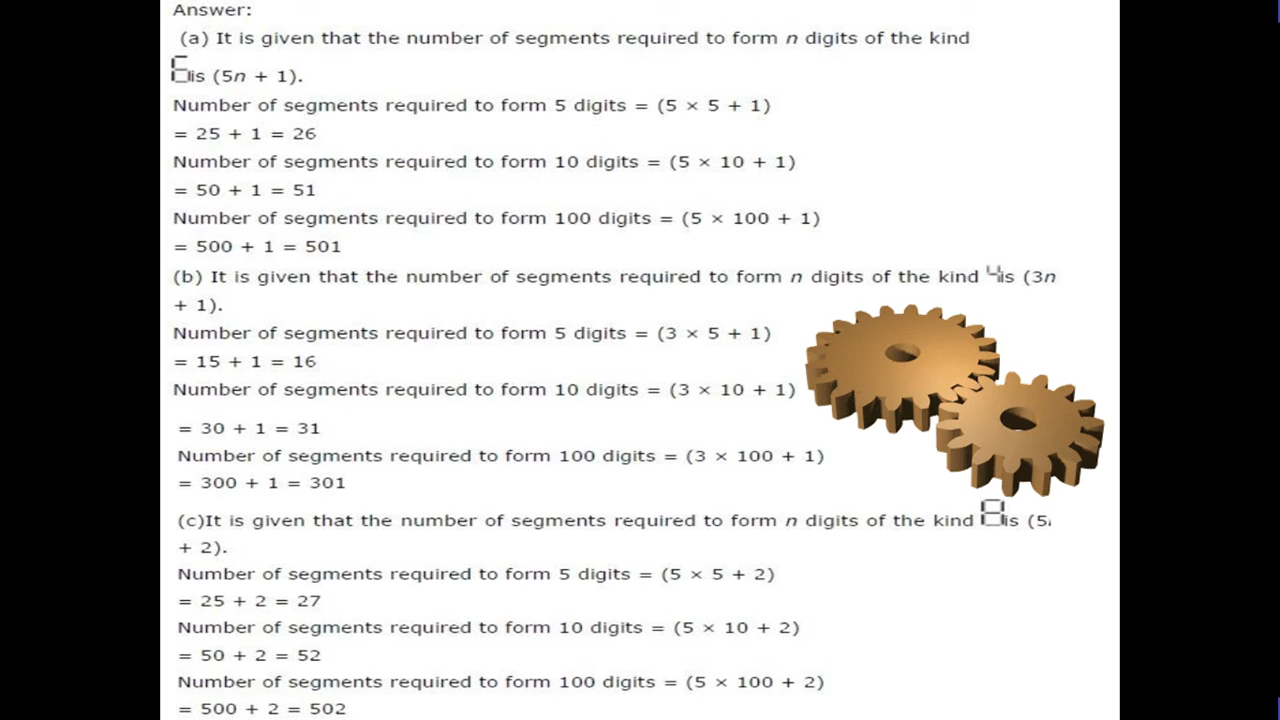 Answer:
(a) It is given that the number of segments required to form n digits of the kind
6 is (5n + 1).
Number of segments required to form 5 digits = (5 × 5 + 1)
= 25 + 1 = 26
Number of segments required to form 10 digits = (5 × 10 + 1)
= 50 + 1 = 51
Number of segments required to form 100 digits = (5 × 100 + 1)
= 500 + 1 = 501
(b) It is given that the number of segments required to form n digits of the kind 4 is (3n
+ 1).
Number of segments required to form 5 digits = (3 × 5 + 1)
= 15 + 1 = 16
Number of segments required to form 10 digits = (3 × 10 + 1)
= 30 + 1 = 31
Number of segments required to form 100 digits = (3 × 100 + 1)
= 300 + 1 = 301
(c)It is given that the number of segments required to form n digits of the kind 8 is (5
+ 2).
Number of segments required to form 5 digits = (5 × 5 + 2)
= 25 + 2 = 27
Number of segments required to form 10 digits = (5 × 10 + 2)
= 50 + 2 = 52
Number of segments required to form 100 digits = (5 × 100 + 2)
= 500 + 2 = 502